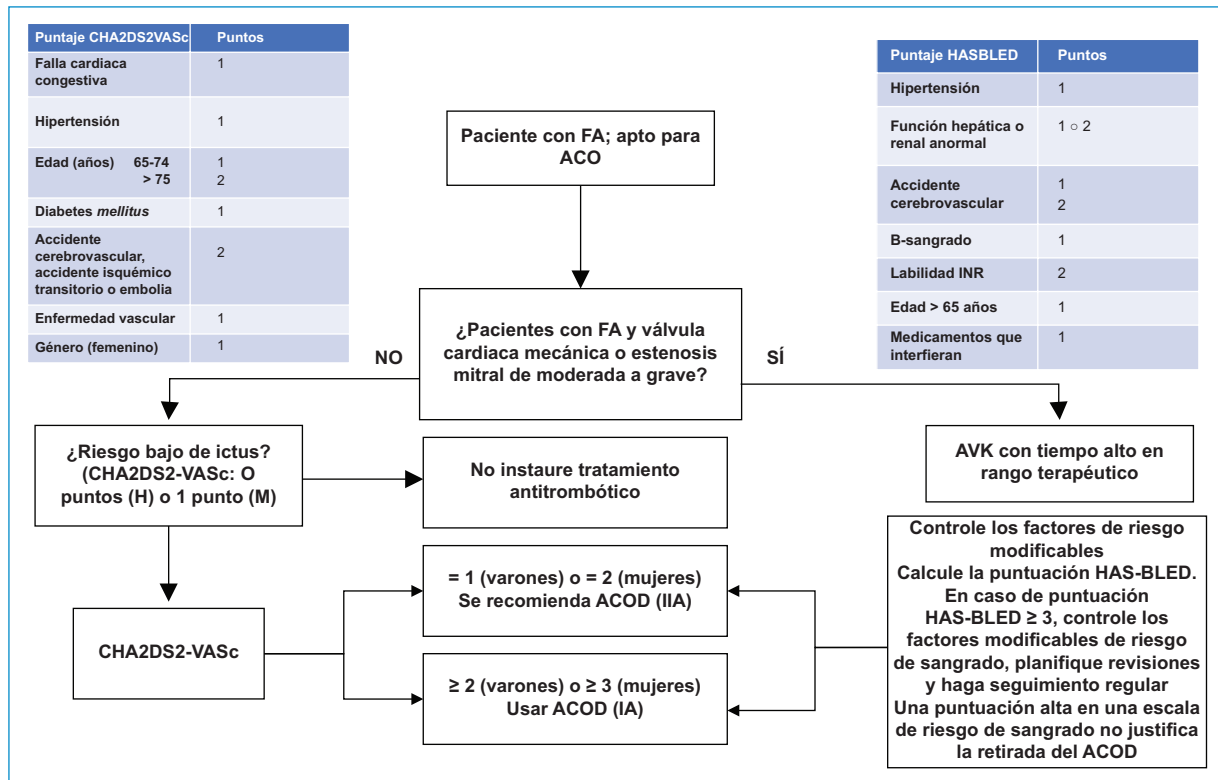 Puntaje CHA2DS2VASc Puntos
Falla cardiaca
congestiva 1
Hipertensión 1
Edad (años) 65-74 1
> 75 2
Diabetes mellitus 1
Accidente
cerebrovascular,
accidente isquémico
transitorio o embolia 2
Enfermedad vascular 1
Género (femenino) 1
Puntaje HASBLED Puntos
Hipertensión 1
Función hepática o
renal anormal 1 ○ 2
Accidente
cerebrovascular 1
2
B-sangrado 1
Labilidad INR 2
Edad > 65 años 1
Medicamentos que
interfieran 1
Paciente con FA; apto para
ACO
¿Pacientes con FA y válvula
cardiaca mecánica o estenosis
mitral de moderada a grave?
NO
SÍ
¿Riesgo bajo de ictus?
(CHA2DS2-VASc: O
puntos (H) o 1 punto (M)
No instaure tratamiento
antitrombótico
AVK con tiempo alto en
rango terapéutico
CHA2DS2-VASc
= 1 (varones) o = 2 (mujeres)
Se recomienda ACOD (IIA)
≥ 2 (varones) o ≥ 3 (mujeres)
Usar ACOD (IA)
Controle los factores de riesgo
modificables
Calcule la puntuación HAS-BLED.
En caso de puntuación
HAS-BLED ≥ 3, controle los
factores modificables de riesgo
de sangrado, planifique revisiones
y haga seguimiento regular
Una puntuación alta en una escala
de riesgo de sangrado no justifica
la retirada del ACOD